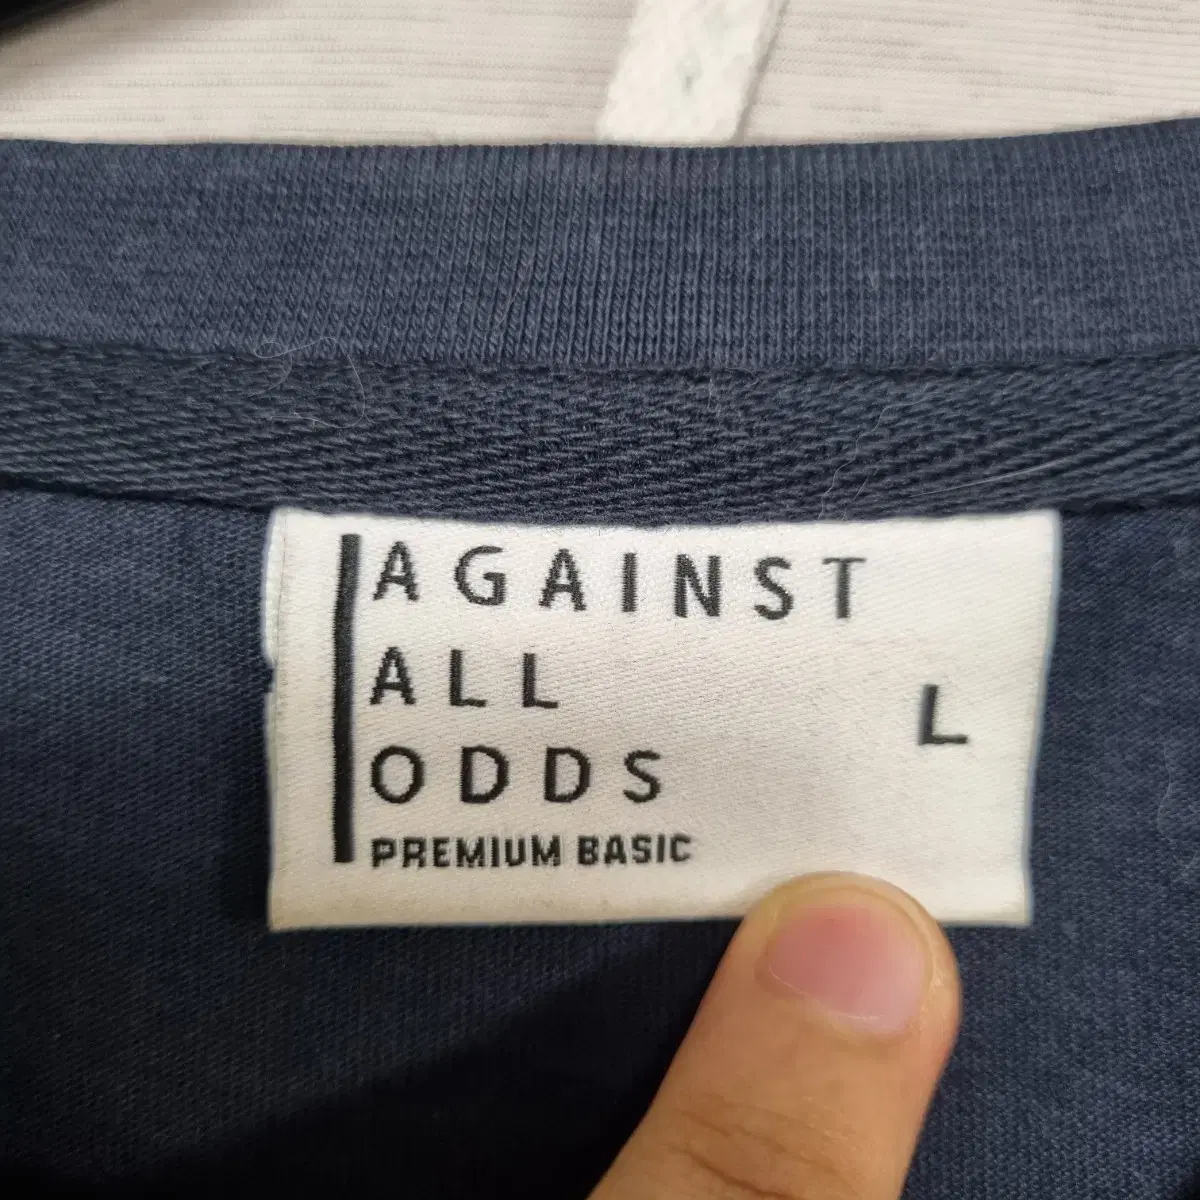 AGAINST
ALL
ODDS
PREMIUM BASIC
L